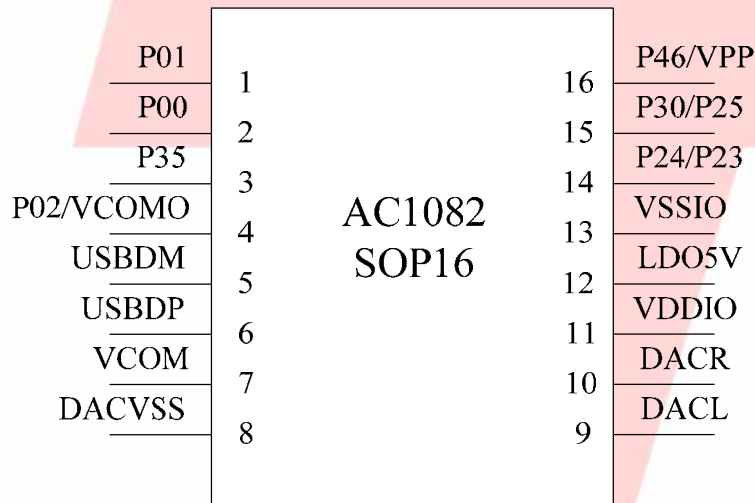 P01 1 16 P46/VPP
P00 2 15 P30/P25
P35 3 14 P24/P23
P02/VCOMO 4 13 VSSIO
USBDM 5 12 LDO5V
USBDP 6 11 VDDIO
VCOM 7 10 DACR
DACVSS 8 9 DACL
AC1082
SOP16